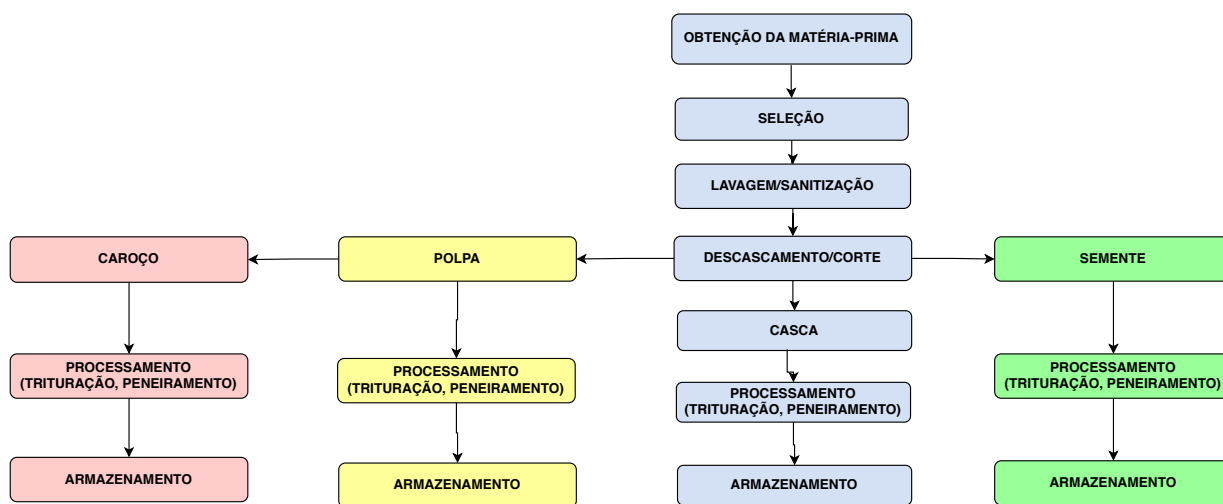 OBTENÇÃO DA MATÉRIA-PRIMA
SELEÇÃO
LAVAGEM/SANITIZAÇÃO
CAROÇO
POLPA
DESCASCAMENTO/CORTE
SEMENTE
CASCA
PROCESSAMENTO
(TRITURAÇÃO, PENEIRAMENTO)
PROCESSAMENTO
(TRITURAÇÃO, PENEIRAMENTO)
PROCESSAMENTO
(TRITURAÇÃO, PENEIRAMENTO)
PROCESSAMENTO
(TRITURAÇÃO, PENEIRAMENTO)
ARMAZENAMENTO
ARMAZENAMENTO
ARMAZENAMENTO
ARMAZENAMENTO